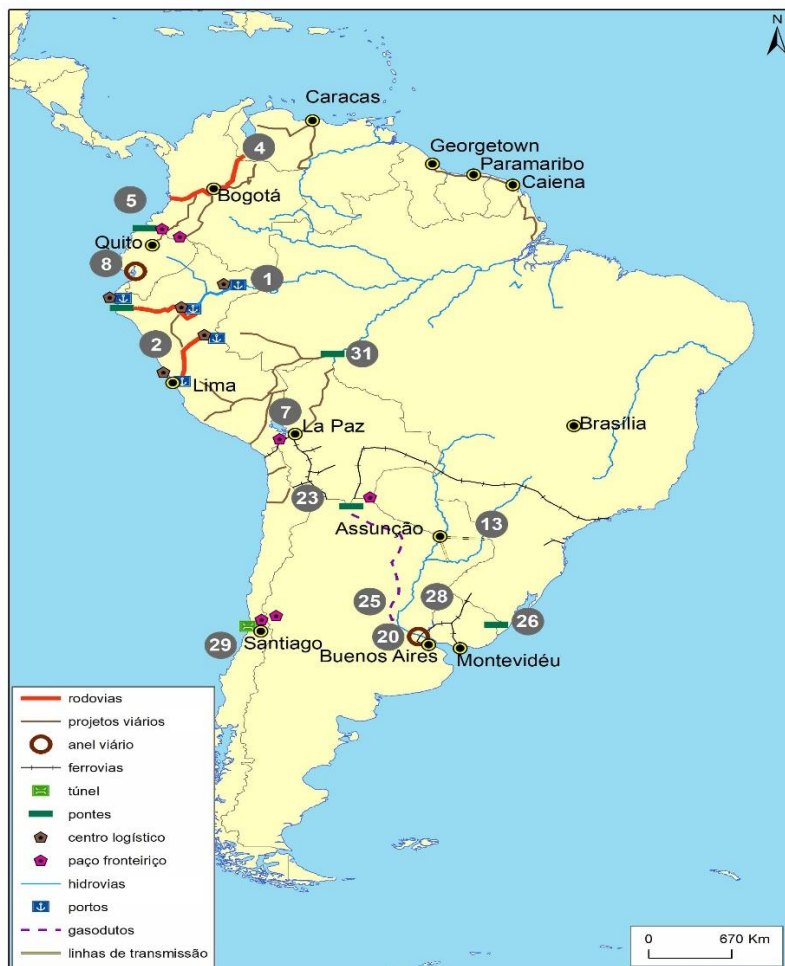 N
Caracas
4
Georgetown
Paramaribo
Caiena
Bogotá
5
Quito
8
1
2
31
Lima
7
La Paz
Brasília
23
Assunção
13
25
28
26
20
29
Santiago
Buenos Aires
Montevidéu
rodovias
projetos viários
anel viário
ferrovias
túnel
pontes
centro logístico
paço fronteiriço
hidrovias
portos
gasodutos
linhas de transmissão
0 670 Km